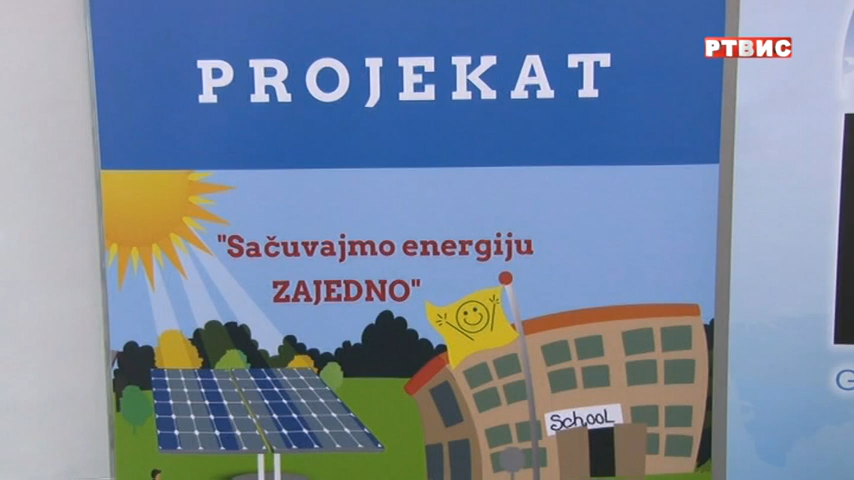 PROJEKAT
РТВИС
"Sačuvajmo energiju
ZAJEDNO"
SchooL
G